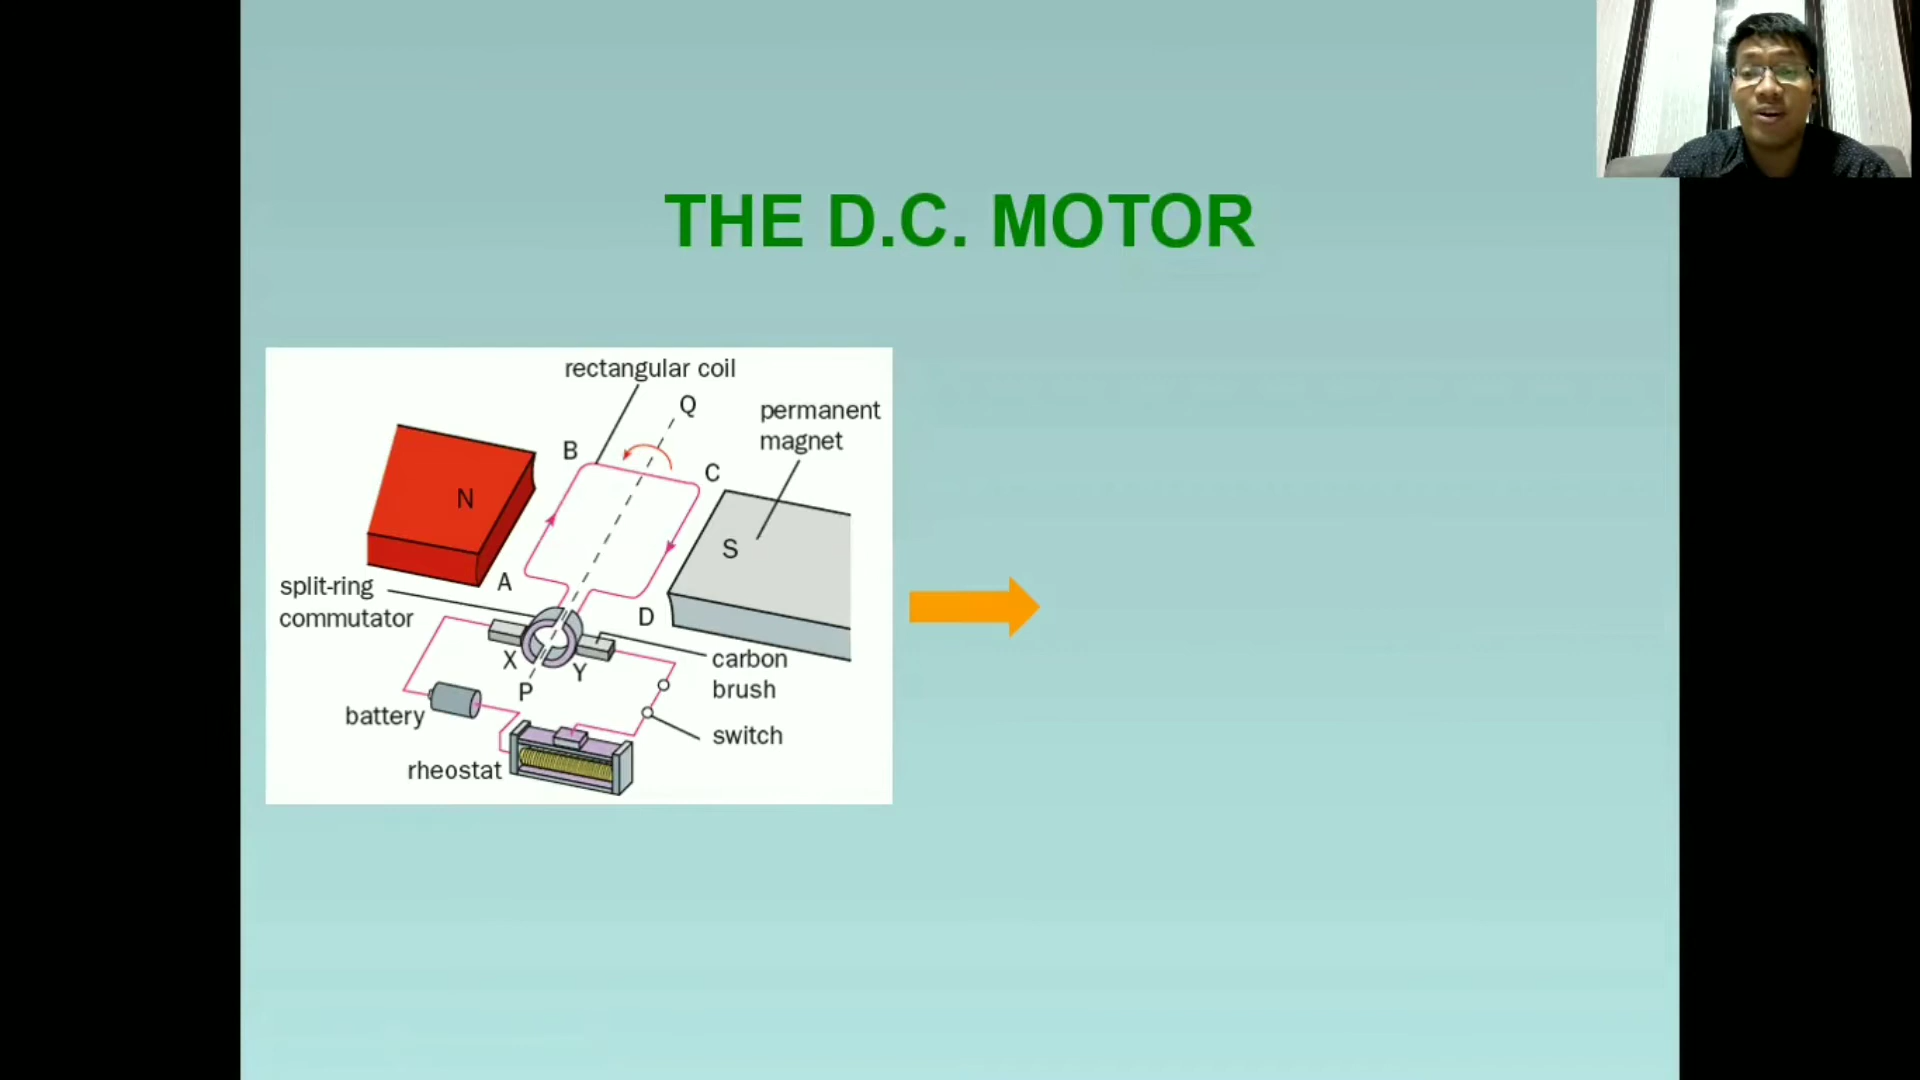 THE D.C. MOTOR
rectangular coil
Q
permanent
magnet
B
C
N
S
A
split-ring
commutator
D
X
Y
carbon
brush
P
battery
switch
rheostat